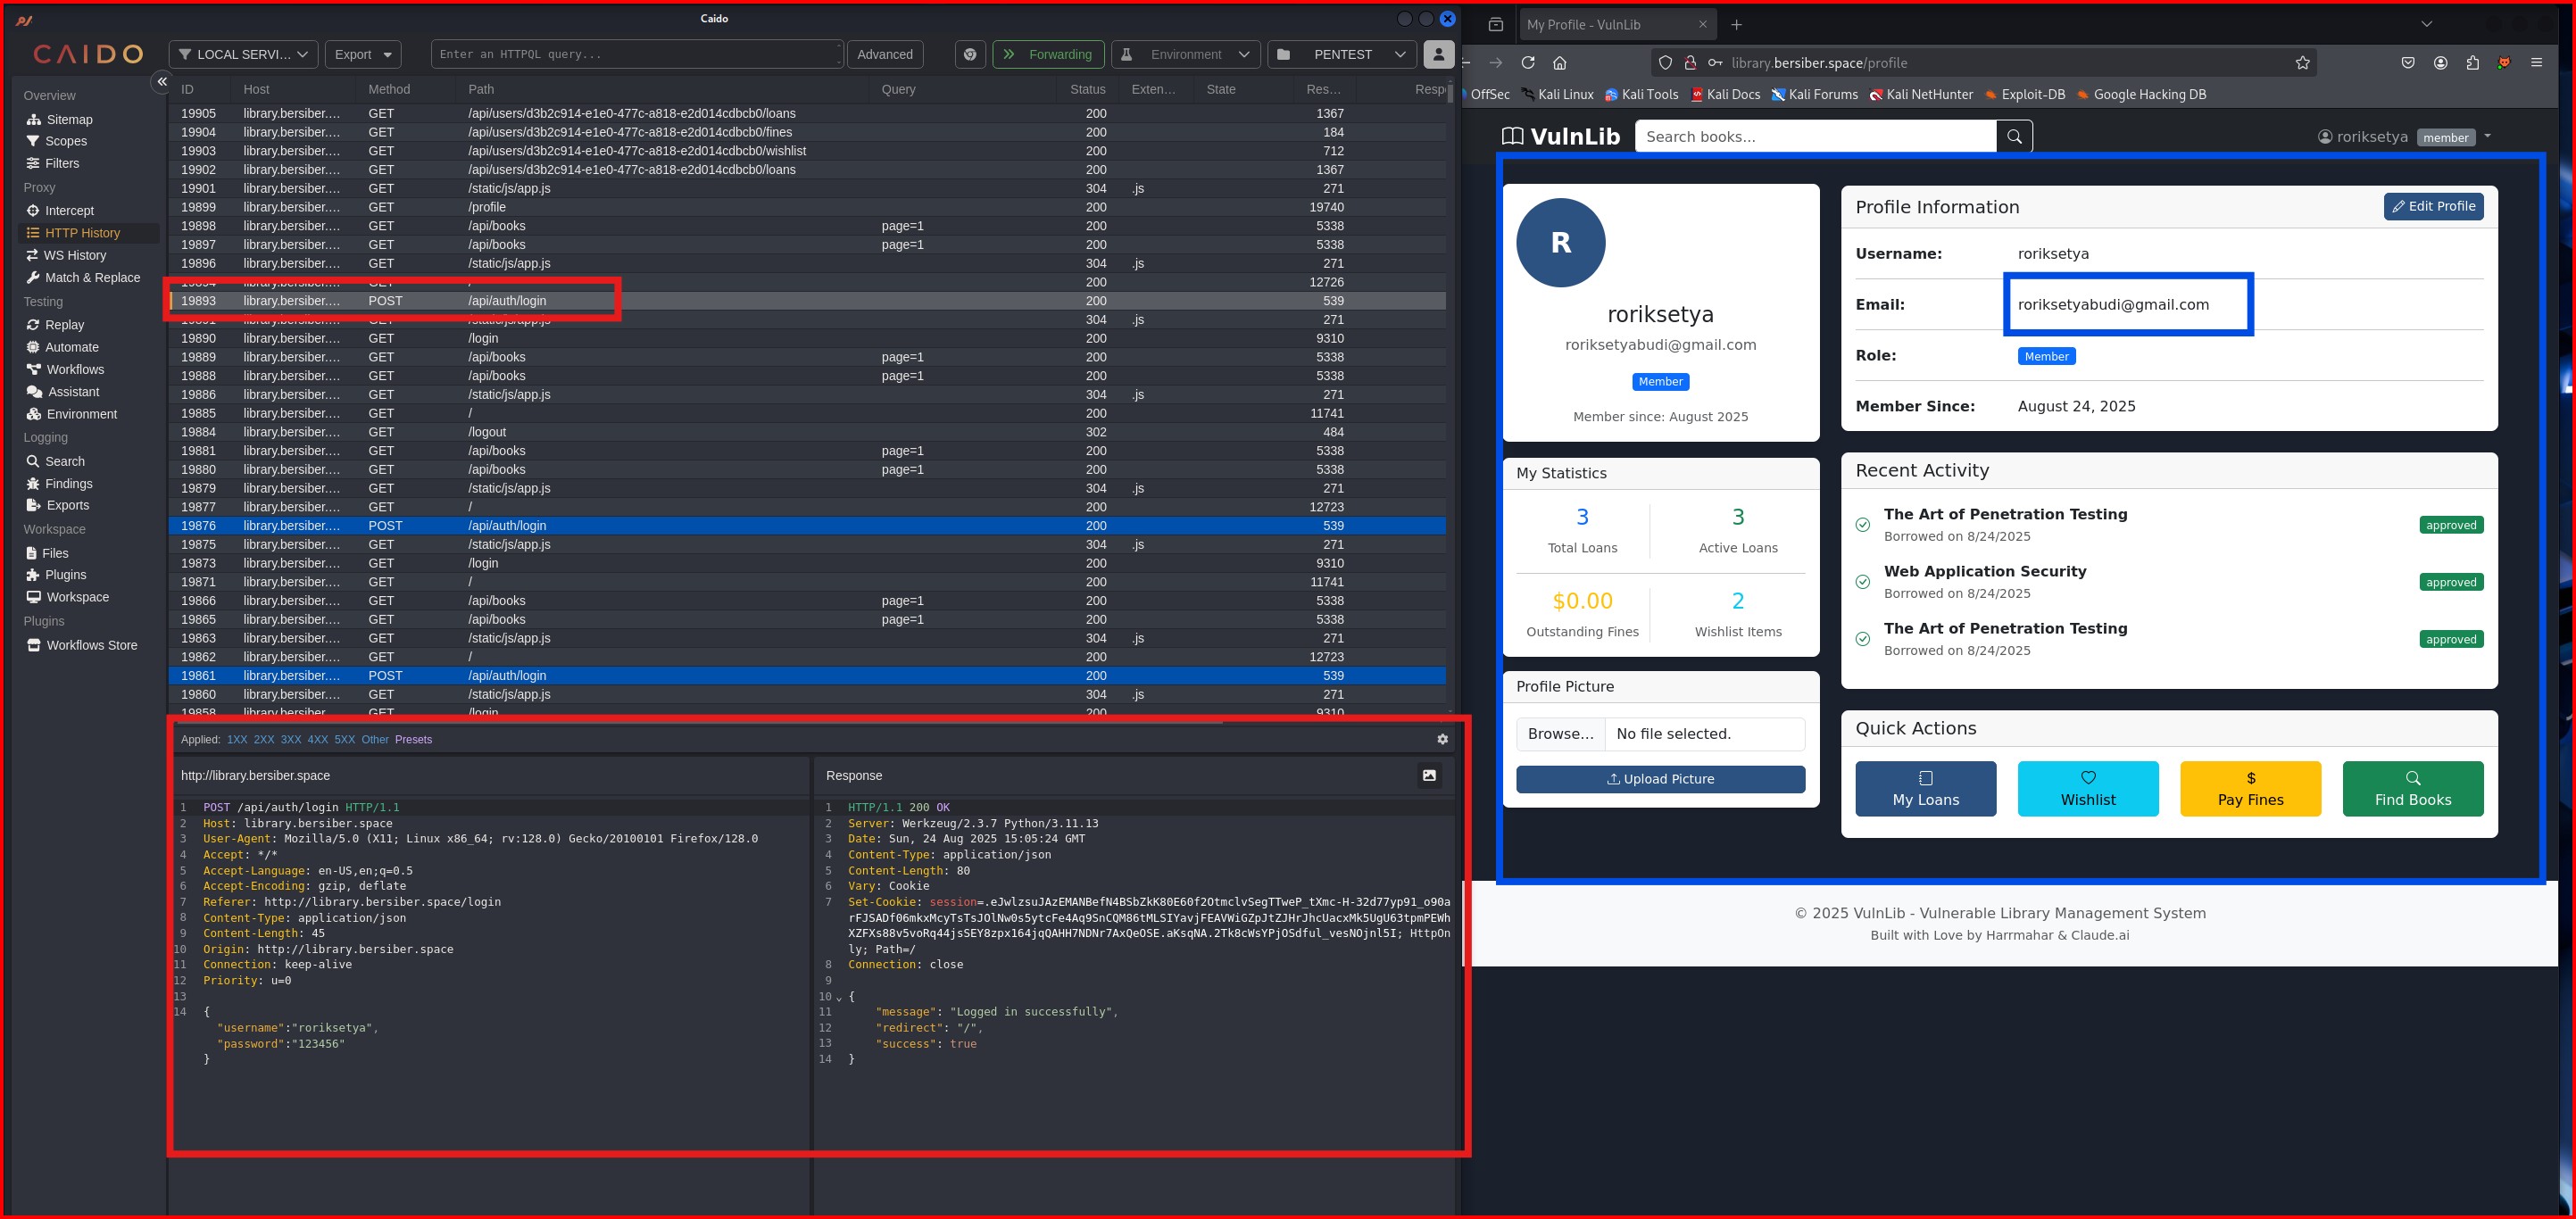 Caido
CAIDO
LOCAL SERVI...
Export
Enter an HTTPQL query...
Advanced
Forwarding
Environment
PENTEST
Overview
Sitemap
Scopes
Filters
Proxy
Intercept
HTTP History
WS History
Match & Replace
Testing
Replay
Automate
Workflows
Assistant
Environment
Logging
Search
Findings
Exports
Workspace
Files
Plugins
Workspace
Plugins
Workflows Store
ID Host Method Path Query Status Exten... State Res... Resp
19905 library.bersiber.... GET /api/users/d3b2c914-e1e0-477c-a818-e2d014cdbcb0/loans 200 1367
19904 library.bersiber.... GET /api/users/d3b2c914-e1e0-477c-a818-e2d014cdbcb0/fines 200 184
19903 library.bersiber.... GET /api/users/d3b2c914-e1e0-477c-a818-e2d014cdbcb0/wishlist 200 712
19902 library.bersiber.... GET /api/users/d3b2c914-e1e0-477c-a818-e2d014cdbcb0/loans 200 1367
19901 library.bersiber.... GET /static/js/app.js 304 .js 271
19899 library.bersiber.... GET /profile 200 19740
19898 library.bersiber.... GET /api/books page=1 200 5338
19897 library.bersiber.... GET /api/books page=1 200 5338
19896 library.bersiber.... GET /static/js/app.js 304 .js 271
19894 library.bersiber.... GET / 200 12726
19893 library.bersiber.... POST /api/auth/login 200 539
19891 library.bersiber.... GET /static/js/app.js 304 .js 271
19890 library.bersiber.... GET /login 200 9310
19889 library.bersiber.... GET /api/books page=1 200 5338
19888 library.bersiber.... GET /api/books page=1 200 5338
19886 library.bersiber.... GET /static/js/app.js 304 .js 271
19885 library.bersiber.... GET / 200 11741
19884 library.bersiber.... GET /logout 302 484
19881 library.bersiber.... GET /api/books page=1 200 5338
19880 library.bersiber.... GET /api/books page=1 200 5338
19879 library.bersiber.... GET /static/js/app.js 304 .js 271
19877 library.bersiber.... GET / 200 12723
19876 library.bersiber.... POST /api/auth/login 200 539
19875 library.bersiber.... GET /static/js/app.js 304 .js 271
19873 library.bersiber.... GET /login 200 9310
19871 library.bersiber.... GET / 200 11741
19866 library.bersiber.... GET /api/books page=1 200 5338
19865 library.bersiber.... GET /api/books page=1 200 5338
19863 library.bersiber.... GET /static/js/app.js 304 .js 271
19862 library.bersiber.... GET / 200 12723
19861 library.bersiber.... POST /api/auth/login 200 539
19860 library.bersiber.... GET /static/js/app.js 304 .js 271
19858 library.bersiber.... GET /login 200 9310
Applied: 1XX 2XX 3XX 4XX 5XX Other Presets
http://library.bersiber.space
1 POST /api/auth/login HTTP/1.1
2 Host: library.bersiber.space
3 User-Agent: Mozilla/5.0 (X11; Linux x86_64; rv:128.0) Gecko/20100101 Firefox/128.0
4 Accept: */*
5 Accept-Language: en-US,en;q=0.5
6 Accept-Encoding: gzip, deflate
7 Referer: http://library.bersiber.space/login
8 Content-Type: application/json
9 Content-Length: 45
10 Origin: http://library.bersiber.space
11 Connection: keep-alive
12 Priority: u=0
13
14 {
"username":"roriksetya",
"password":"123456"
}
Response
1 HTTP/1.1 200 OK
2 Server: Werkzeug/2.3.7 Python/3.11.13
3 Date: Sun, 24 Aug 2025 15:05:24 GMT
4 Content-Type: application/json
5 Content-Length: 80
6 Vary: Cookie
7 Set-Cookie: session=.eJwlzsuJAzEMANBefN4BSbZkK80E60f2OtmclvSegTTweP_tXmc-H-32d77yp91_o90a
rFJSADf06mkxMcyTsTsJOlNw0s5ytcFe4Aq9SnCQM86tMLSIYavjFEAVWiGZpJtZJHrJhcUacxMk5UgU63tpmPEWh
XZFXs88v5voRq44jsSEY8zpx164jqQAHH7NDNr7AxQeOSE.aKsqNA.2Tk8cWsYPjOSdful_vesNOjnl5I; HttpOn
ly; Path=/
8 Connection: close
9
10 {
11 "message": "Logged in successfully",
12 "redirect": "/",
13 "success": true
14 }
My Profile - VulnLib
library.bersiber.space/profile
OffSec Kali Linux Kali Tools Kali Docs Kali Forums Kali NetHunter Exploit-DB Google Hacking DB
VulnLib
Search books...
roriksetya member
R
roriksetya
roriksetyabudi@gmail.com
Member
Member since: August 2025
My Statistics
3 3
Total Loans Active Loans
$0.00 2
Outstanding Fines Wishlist Items
Profile Picture
Browse... No file selected.
Upload Picture
Profile Information Edit Profile
Username: roriksetya
Email: roriksetyabudi@gmail.com
Role: Member
Member Since: August 24, 2025
Recent Activity
The Art of Penetration Testing
Borrowed on 8/24/2025
approved
Web Application Security
Borrowed on 8/24/2025
approved
The Art of Penetration Testing
Borrowed on 8/24/2025
approved
Quick Actions
My Loans Wishlist Pay Fines Find Books
© 2025 VulnLib - Vulnerable Library Management System
Built with Love by Harrmahar & Claude.ai